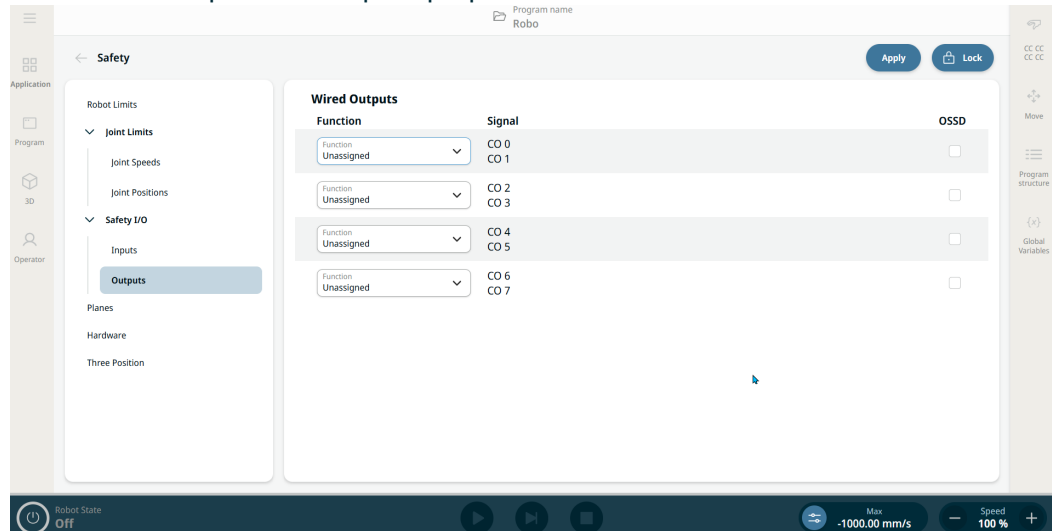 Program name
Robo
Safety
Apply
Lock
CC CC
CC CC
Application
Program
3D
Operator
Robot Limits
Joint Limits
Joint Speeds
Joint Positions
Safety I/O
Inputs
Outputs
Planes
Hardware
Three Position
Wired Outputs
Function
Signal
OSSD
Function
Unassigned
CO 0
CO 1
Function
Unassigned
CO 2
CO 3
Function
Unassigned
CO 4
CO 5
Function
Unassigned
CO 6
CO 7
Move
Program
structure
{x}
Global
Variables
Robot State
Off
Max
-1000.00 mm/s
Speed
100 %